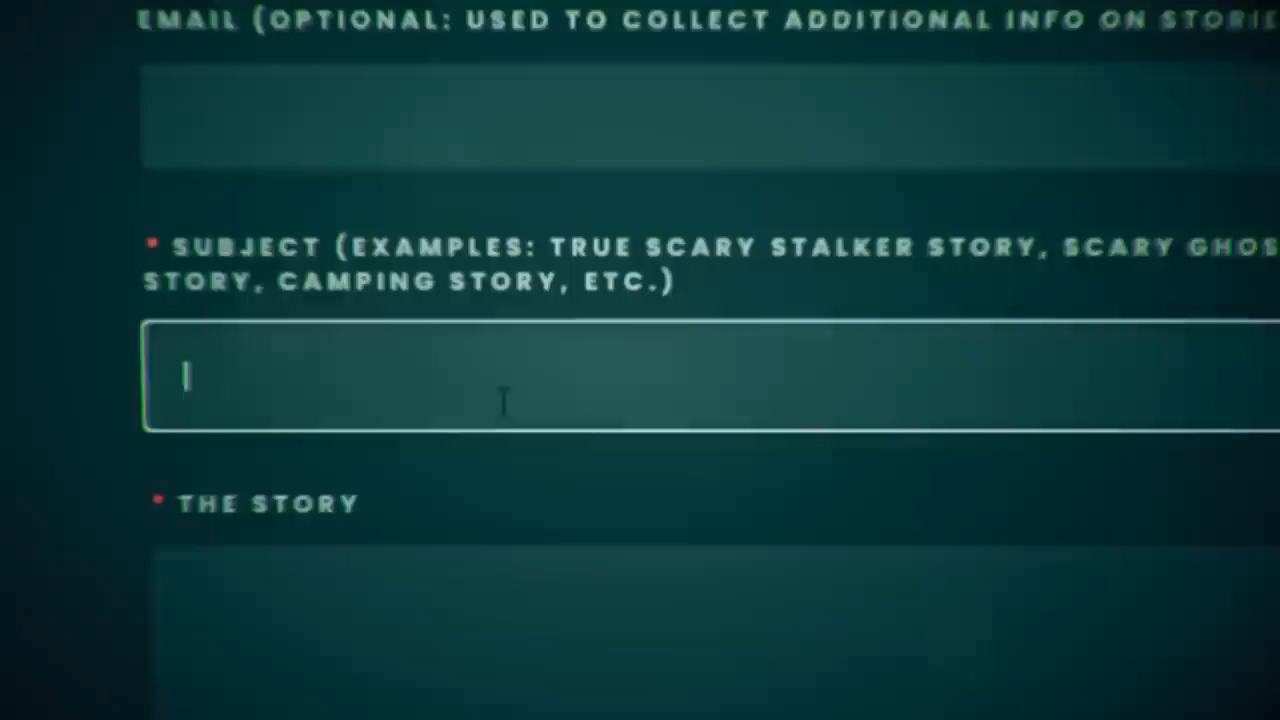 EMAIL (OPTIONAL: USED TO COLLECT ADDITIONAL INFO ON
* SUBJECT (EXAMPLES: TRUE SCARY STALKER STORY, SCARY
STORY, CAMPING STORY, ETC.)
* THE STORY